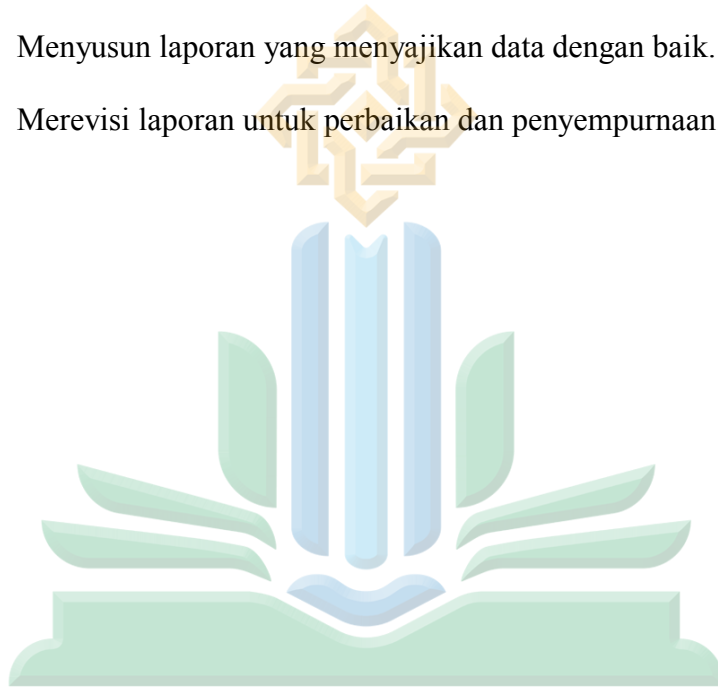 Menyusun laporan yang menyajikan data dengan baik.
Merevisi laporan untuk perbaikan dan penyempurnaan